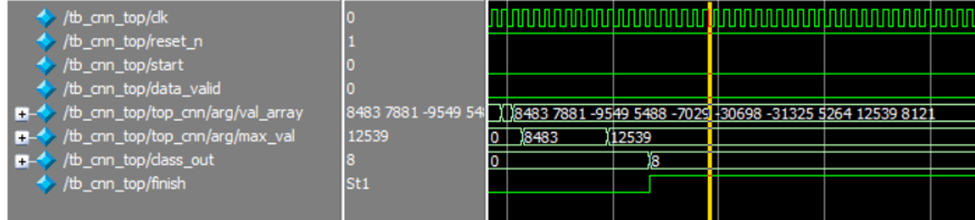 /tb_cnn_top/clk 0
/tb_cnn_top/reset_n 1
/tb_cnn_top/start 0
/tb_cnn_top/data_valid 0
/tb_cnn_top/top_cnn/arg/val_array 8483 7881 -9549 54 8483 7881 -9549 5488 -7029 -30698 -31325 5264 12539 8121
/tb_cnn_top/top_cnn/arg/max_val 12539 0 8483 12539
/tb_cnn_top/class_out 8 0 8
/tb_cnn_top/finish St1